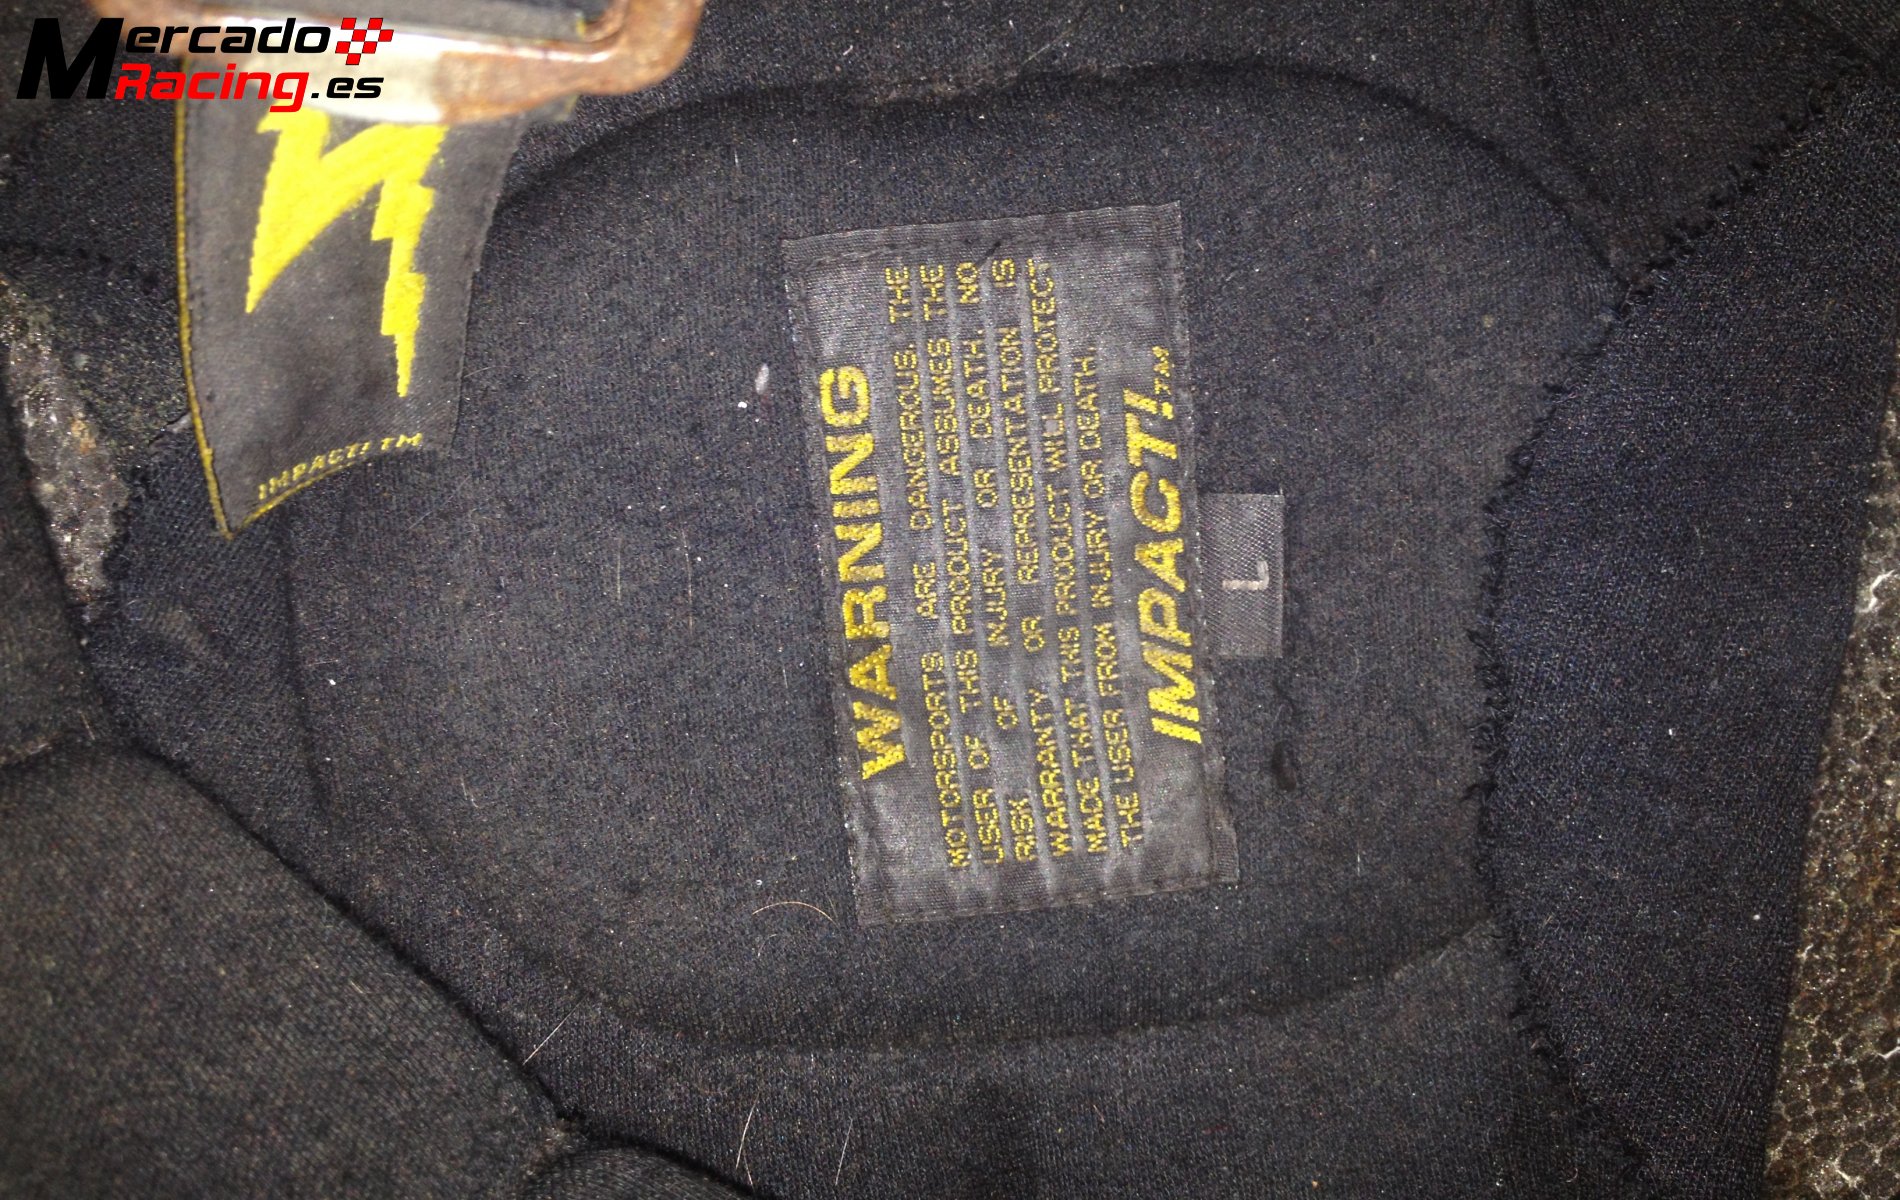 Mercado
Racing.es
IMPACT! TM
WARNING
MOTORSPORTS ARE DANGEROUS. THE
USER OF THIS PRODUCT ASSUMES THE
RISK OF INJURY OR DEATH. NO
WARRANTY OR REPRESENTATION IS
MADE THAT THIS PRODUCT WILL PROTECT
THE USER FROM INJURY OR DEATH.
IMPACT!™
L